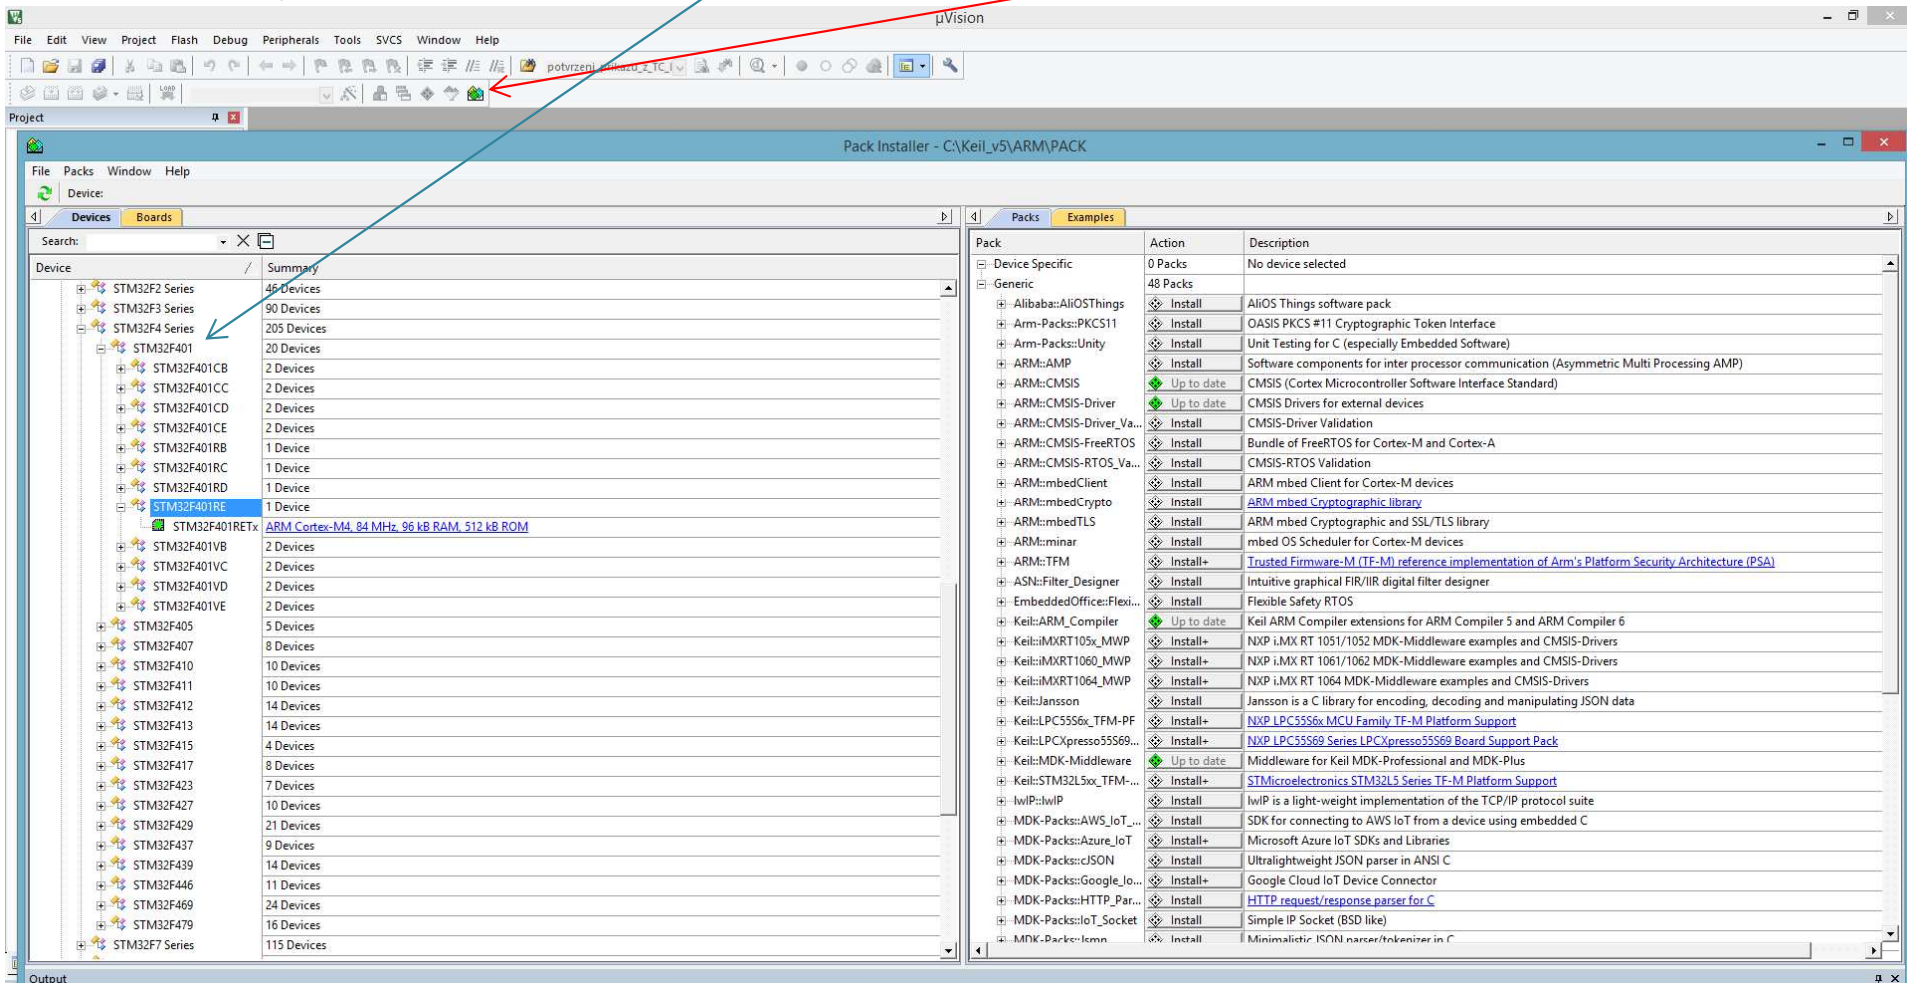 µVision
File Edit View Project Flash Debug Peripherals Tools SVCS Window Help
potvrzeni_prikazu_z_TC_I
LOAD
Project
Pack Installer - C:\Keil_v5\ARM\PACK
File Packs Window Help
Device:
Devices Boards
Packs Examples
Search:
Device Summary
STM32F2 Series 46 Devices
STM32F3 Series 90 Devices
STM32F4 Series 205 Devices
STM32F401 20 Devices
STM32F401CB 2 Devices
STM32F401CC 2 Devices
STM32F401CD 2 Devices
STM32F401CE 2 Devices
STM32F401RB 1 Device
STM32F401RC 1 Device
STM32F401RD 1 Device
STM32F401RE 1 Device
STM32F401RETx ARM Cortex-M4, 84 MHz, 96 kB RAM, 512 kB ROM
STM32F401VB 2 Devices
STM32F401VC 2 Devices
STM32F401VD 2 Devices
STM32F401VE 2 Devices
STM32F405 5 Devices
STM32F407 8 Devices
STM32F410 10 Devices
STM32F411 10 Devices
STM32F412 14 Devices
STM32F413 14 Devices
STM32F415 4 Devices
STM32F417 8 Devices
STM32F423 7 Devices
STM32F427 10 Devices
STM32F429 21 Devices
STM32F437 9 Devices
STM32F439 14 Devices
STM32F446 11 Devices
STM32F469 24 Devices
STM32F479 16 Devices
STM32F7 Series 115 Devices
Pack Action Description
Device Specific 0 Packs No device selected
Generic 48 Packs
Alibaba::AliOSThings Install AliOS Things software pack
Arm-Packs::PKCS11 Install OASIS PKCS #11 Cryptographic Token Interface
Arm-Packs::Unity Install Unit Testing for C (especially Embedded Software)
ARM::AMP Install Software components for inter processor communication (Asymmetric Multi Processing AMP)
ARM::CMSIS Up to date CMSIS (Cortex Microcontroller Software Interface Standard)
ARM::CMSIS-Driver Up to date CMSIS Drivers for external devices
ARM::CMSIS-Driver_Va... Install CMSIS-Driver Validation
ARM::CMSIS-FreeRTOS Install Bundle of FreeRTOS for Cortex-M and Cortex-A
ARM::CMSIS-RTOS_Va... Install CMSIS-RTOS Validation
ARM::mbedClient Install ARM mbed Client for Cortex-M devices
ARM::mbedCrypto Install ARM mbed Cryptographic library
ARM::mbedTLS Install ARM mbed Cryptographic and SSL/TLS library
ARM::minar Install mbed OS Scheduler for Cortex-M devices
ARM::TFM Install+ Trusted Firmware-M (TF-M) reference implementation of Arm's Platform Security Architecture (PSA)
ASN::Filter_Designer Install Intuitive graphical FIR/IIR digital filter designer
EmbeddedOffice::Flexi... Install Flexible Safety RTOS
Keil::ARM_Compiler Up to date Keil ARM Compiler extensions for ARM Compiler 5 and ARM Compiler 6
Keil::iMXRT105x_MWP Install+ NXP i.MX RT 1051/1052 MDK-Middleware examples and CMSIS-Drivers
Keil::iMXRT1060_MWP Install+ NXP i.MX RT 1061/1062 MDK-Middleware examples and CMSIS-Drivers
Keil::iMXRT1064_MWP Install+ NXP i.MX RT 1064 MDK-Middleware examples and CMSIS-Drivers
Keil::Jansson Install Jansson is a C library for encoding, decoding and manipulating JSON data
Keil::LPC55S6x_TFM-PF Install+ NXP LPC55S6x MCU Family TF-M Platform Support
Keil::LPCXpresso55S69... Install+ NXP LPC55S69 Series LPCXpresso55S69 Board Support Pack
Keil::MDK-Middleware Up to date Middleware for Keil MDK-Professional and MDK-Plus
Keil::STM32L5xx_TFM-... Install+ STMicroelectronics STM32L5 Series TF-M Platform Support
lwIP::lwIP Install lwIP is a light-weight implementation of the TCP/IP protocol suite
MDK-Packs::AWS_IoT_... Install SDK for connecting to AWS IoT from a device using embedded C
MDK-Packs::Azure_IoT Install+ Microsoft Azure IoT SDKs and Libraries
MDK-Packs::cJSON Install Ultralightweight JSON parser in ANSI C
MDK-Packs::Google_Io... Install+ Google Cloud IoT Device Connector
MDK-Packs::HTTP_Par... Install HTTP request/response parser for C
MDK-Packs::IoT_Socket Install Simple IP Socket (BSD like)
MDK-Packs::Jsmn Install Minimalistic JSON parser/tokenizer in C
Output